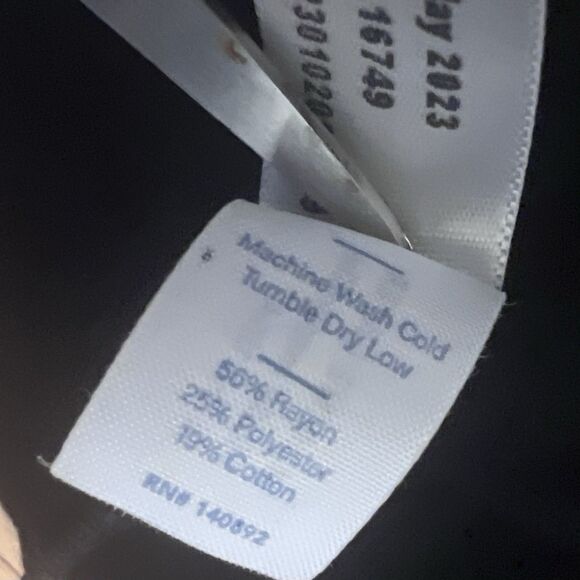 May 2023
16749
Machine Wash Cold
Tumble Dry Low
56% Rayon
25% Polyester
19% Cotton
RN# 140892